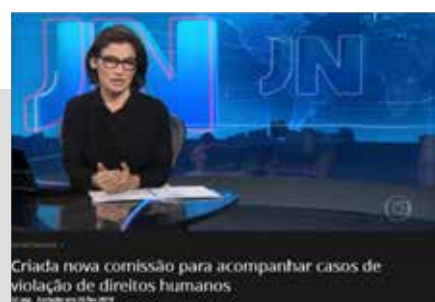 JN
JN
Criada nova comissão para acompanhar casos de
violação de direitos humanos